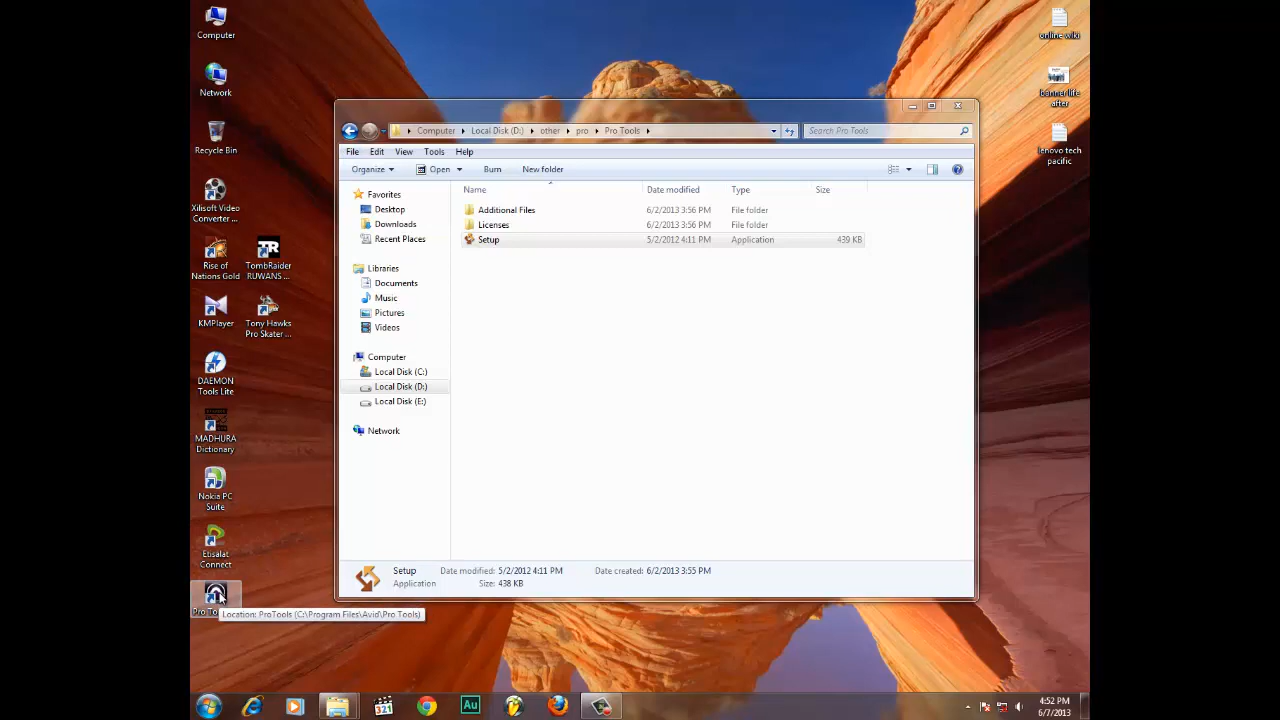 Computer
Network
Recycle Bin
Xilisoft Video
Converter ...
Rise of
Nations Gold
TombRaider
RUWANS ...
KMPlayer
Tony Hawks
Pro Skater ...
DAEMON
Tools Lite
MADHURA
Dictionary
Nokia PC
Suite
Etisalat
Connect
Pro To
Location: ProTools (C:\Program Files\Avid\Pro Tools)
online wiki
banner life
after
lenovo tech
pacific
Computer Local Disk (D:) other pro Pro Tools
Search Pro Tools
File Edit View Tools Help
Organize Open Burn New folder
Favorites
Desktop
Downloads
Recent Places
Libraries
Documents
Music
Pictures
Videos
Computer
Local Disk (C:)
Local Disk (D:)
Local Disk (E:)
Network
Name Date modified Type Size
Additional Files 6/2/2013 3:56 PM File folder
Licenses 6/2/2013 3:56 PM File folder
Setup 5/2/2012 4:11 PM Application 439 KB
Setup Date modified: 5/2/2012 4:11 PM Date created: 6/2/2013 3:55 PM
Application Size: 438 KB
321
Au
4:52 PM
6/7/2013